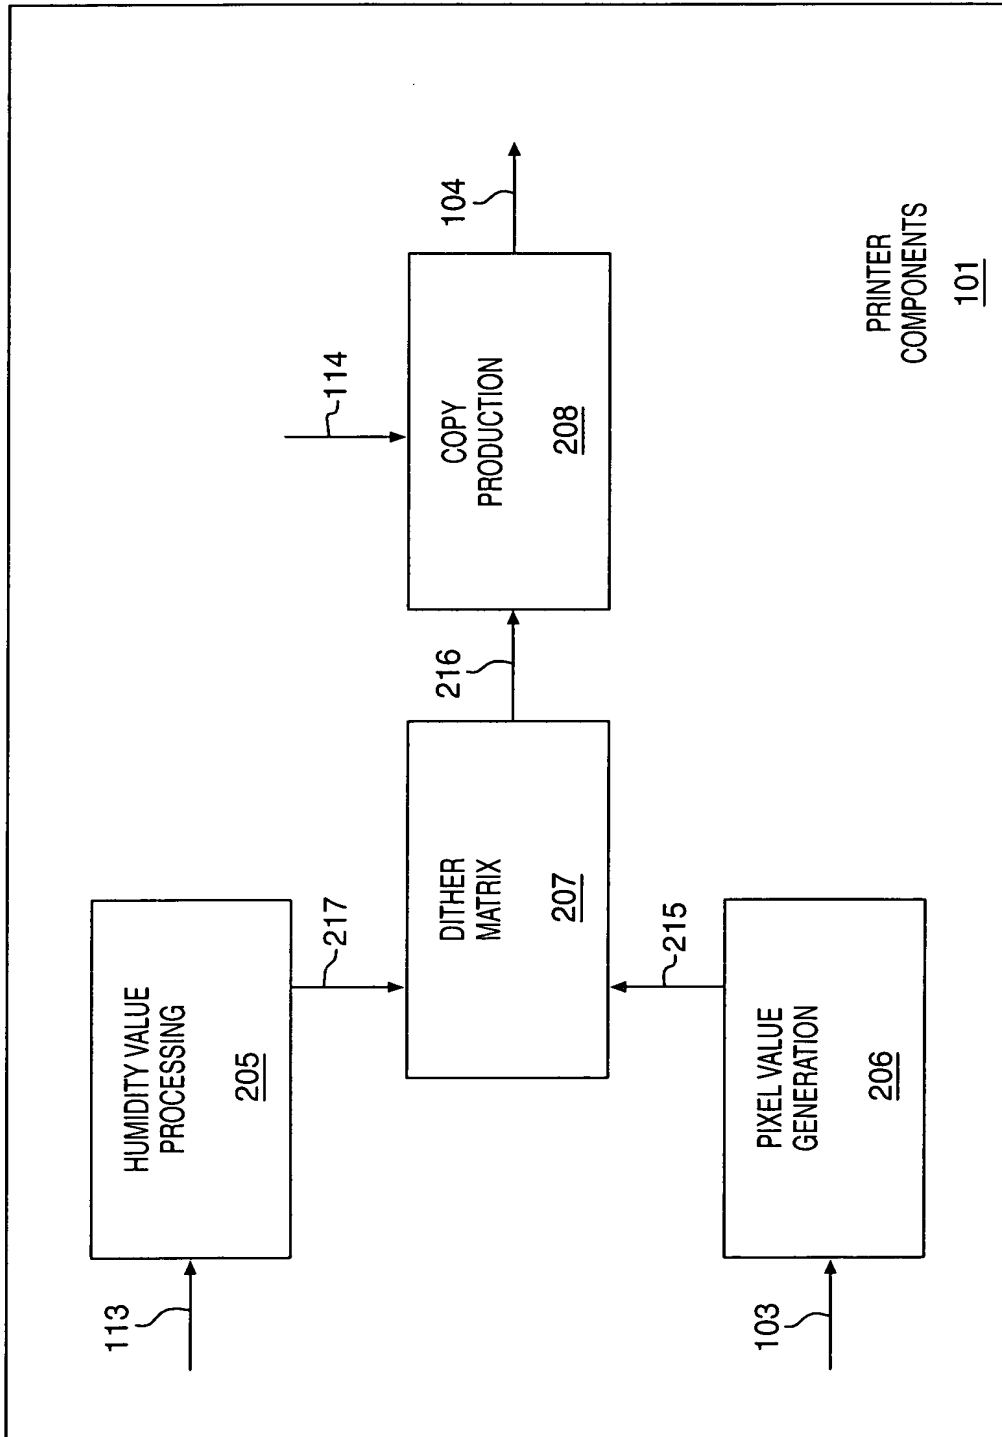 113
HUMIDITY VALUE
PROCESSING
205
217
103
PIXEL VALUE
GENERATION
206
215
DITHER
MATRIX
207
216
114
COPY
PRODUCTION
208
104
PRINTER
COMPONENTS
101